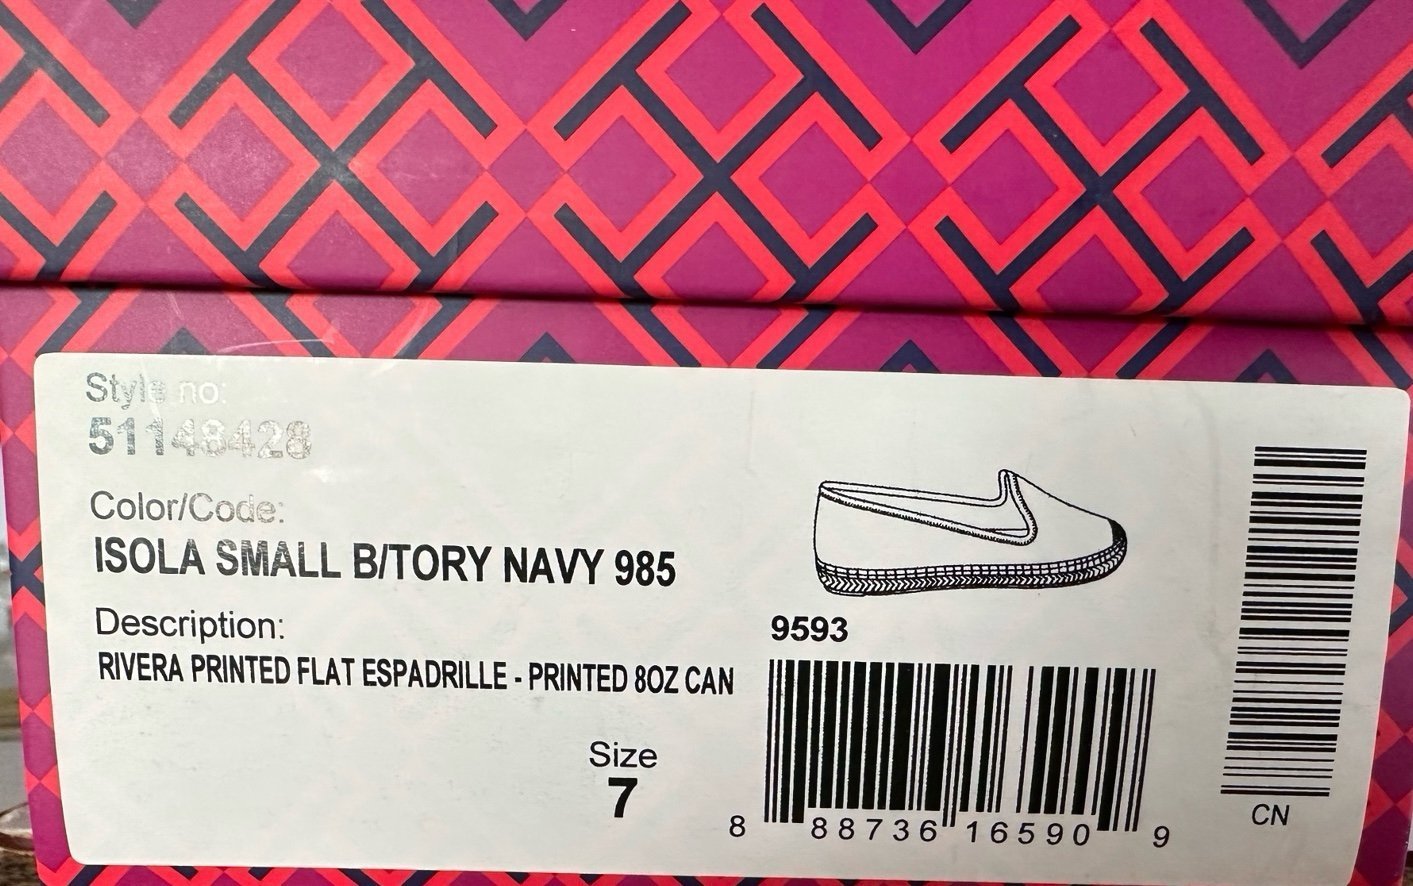 Style no:
51148428
Color/Code:
ISOLA SMALL B/TORY NAVY 985
Description:
RIVERA PRINTED FLAT ESPADRILLE - PRINTED 8OZ CAN
Size
7
9593
8 88736 16590 9
CN